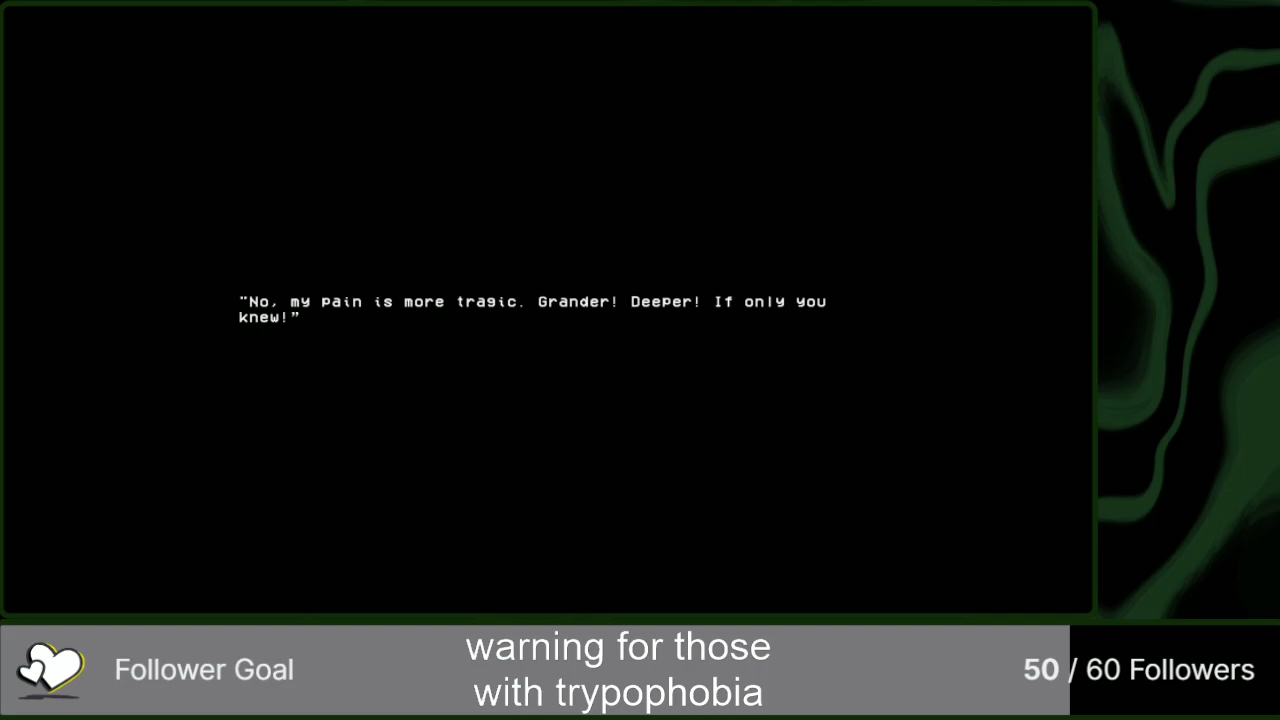 "No, my pain is more tragic. Grander! Deeper! If only you
knew!"
warning for those
with trypophobia
Follower Goal
50 / 60 Followers